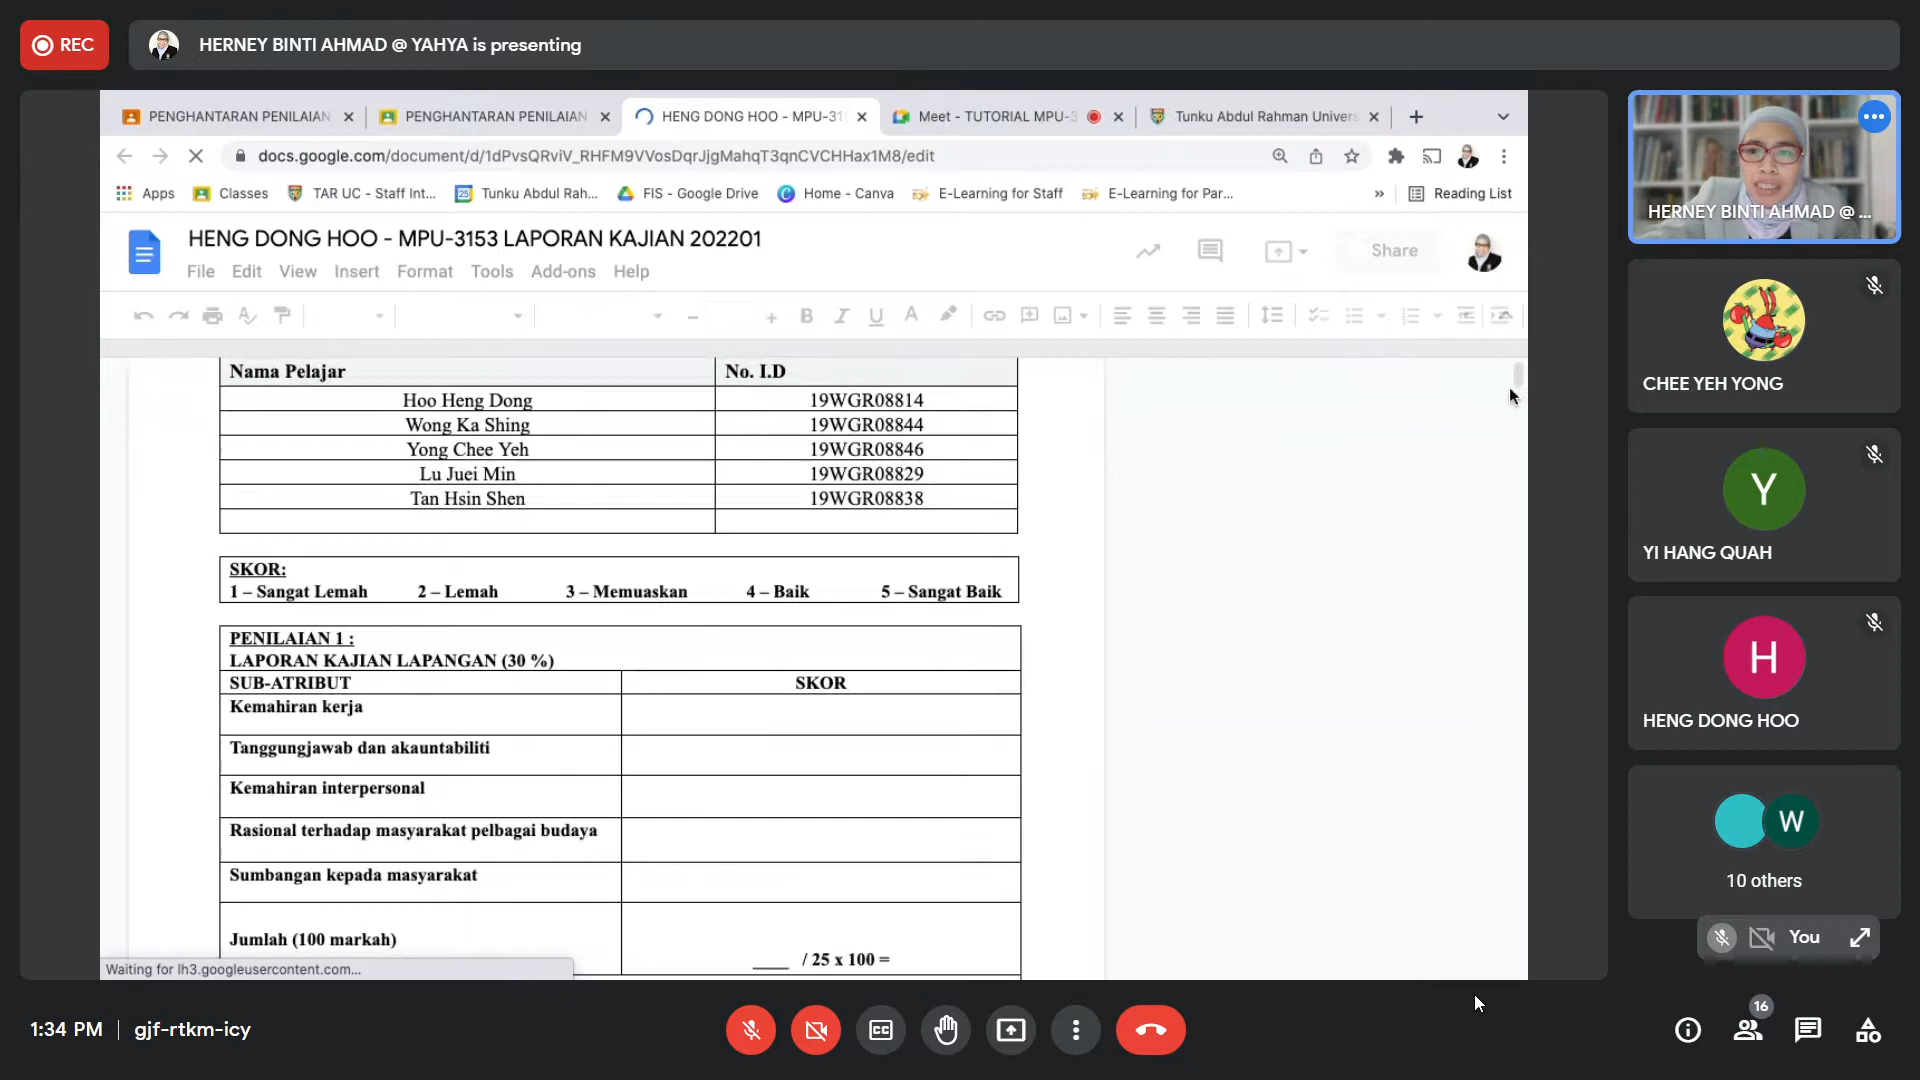 REC
HERNEY BINTI AHMAD @ YAHYA is presenting
PENGHANTARAN PENILAIAN
PENGHANTARAN PENILAIAN
HENG DONG HOO - MPU-315
Meet - TUTORIAL MPU-3
Tunku Abdul Rahman Univers
docs.google.com/document/d/1dPvsQRviV_RHFM9VVosDqrJjgMahqT3qnCVCHHax1M8/edit
Apps
Classes
TAR UC - Staff Int...
25
Tunku Abdul Rah...
FIS - Google Drive
Home - Canva
E-Learning for Staff
E-Learning for Par...
»
Reading List
HENG DONG HOO - MPU-3153 LAPORAN KAJIAN 202201
File Edit View Insert Format Tools Add-ons Help
Share
Nama Pelajar No. I.D
Hoo Heng Dong 19WGR08814
Wong Ka Shing 19WGR08844
Yong Chee Yeh 19WGR08846
Lu Juei Min 19WGR08829
Tan Hsin Shen 19WGR08838
SKOR:
1 – Sangat Lemah 2 – Lemah 3 – Memuaskan 4 – Baik 5 – Sangat Baik
PENILAIAN 1 :
LAPORAN KAJIAN LAPANGAN (30 %)
SUB-ATRIBUT SKOR
Kemahiran kerja
Tanggungjawab dan akauntabiliti
Kemahiran interpersonal
Rasional terhadap masyarakat pelbagai budaya
Sumbangan kepada masyarakat
Jumlah (100 markah)
____ / 25 x 100 =
Waiting for lh3.googleusercontent.com...
HERNEY BINTI AHMAD @ ...
CHEE YEH YONG
Y
YI HANG QUAH
H
HENG DONG HOO
W
10 others
You
1:34 PM | gjf-rtkm-icy
CC
16